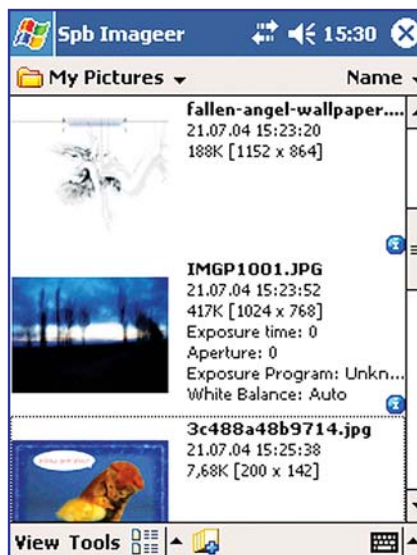 Spb Imageer 15:30
My Pictures Name
fallen-angel-wallpaper....
21.07.04 15:23:20
188K [1152 x 864]
IMGP1001.JPG
21.07.04 15:23:52
417K [1024 x 768]
Exposure time: 0
Aperture: 0
Exposure Program: Unkn...
White Balance: Auto
3c488a48b9714.jpg
21.07.04 15:25:38
7,68K [200 x 142]
View Tools